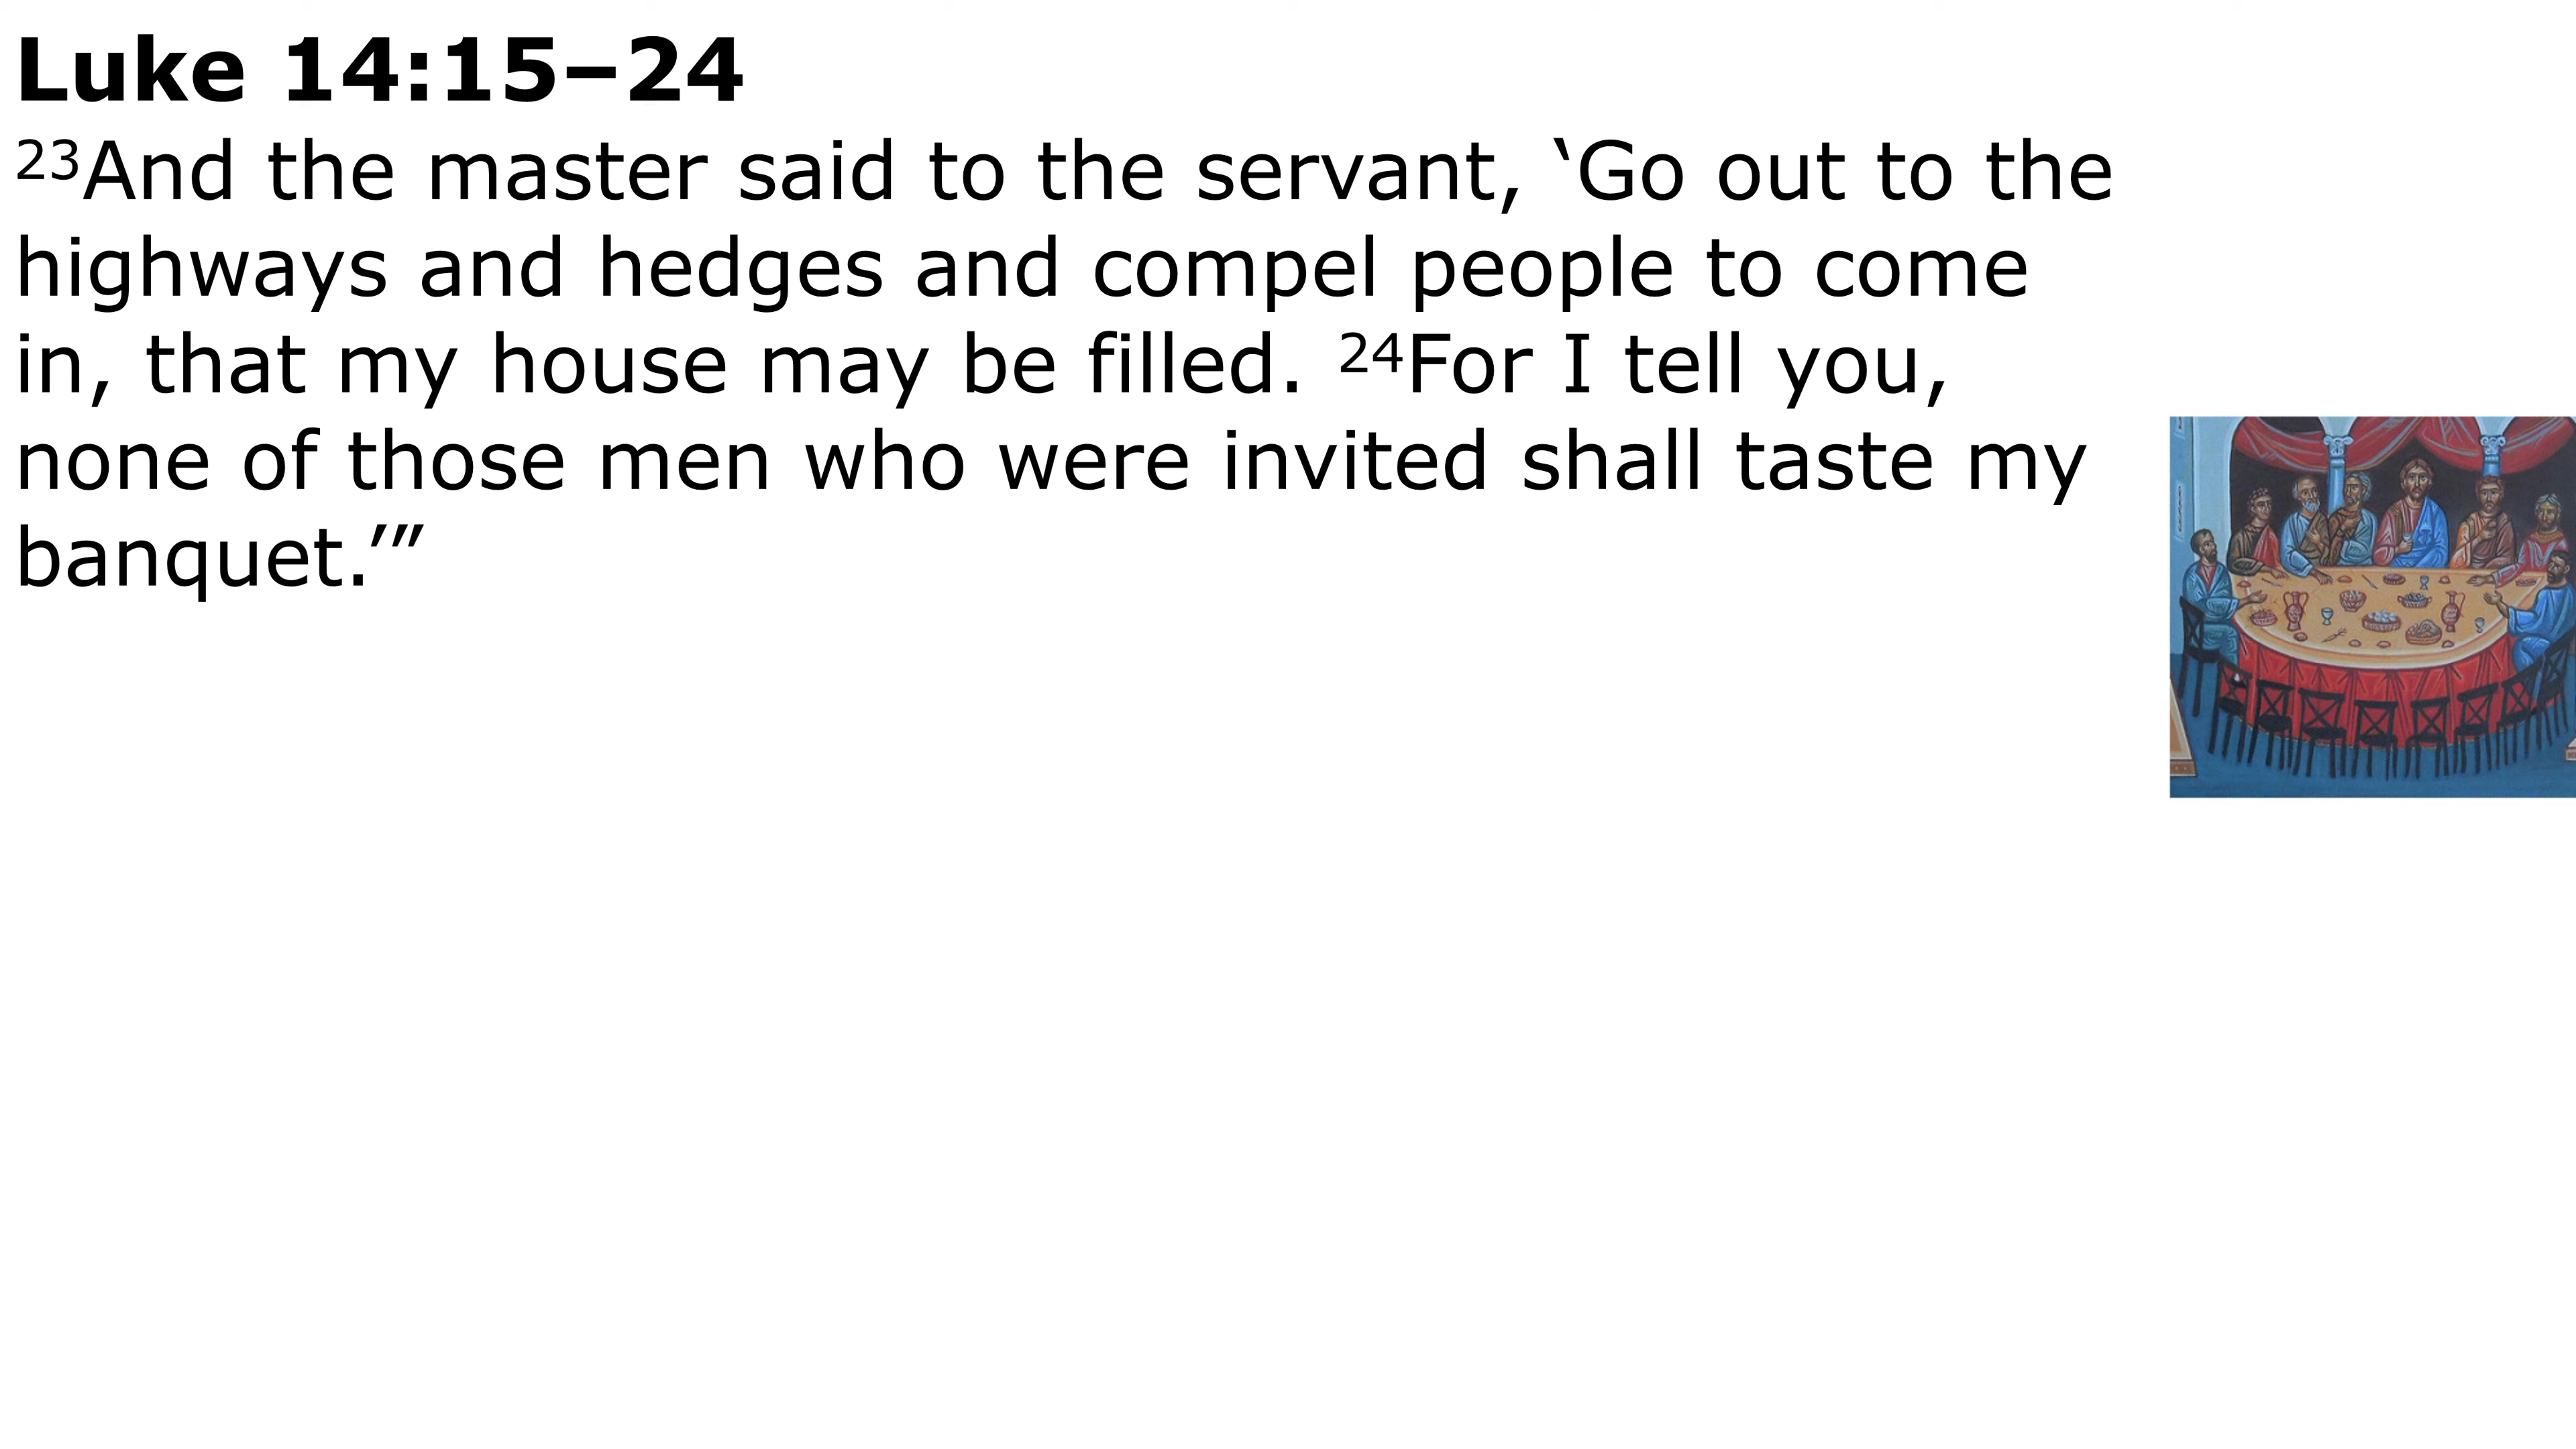 Luke 14:15–24
23And the master said to the servant, ‘Go out to the
highways and hedges and compel people to come
in, that my house may be filled. 24For I tell you,
none of those men who were invited shall taste my
banquet.’”